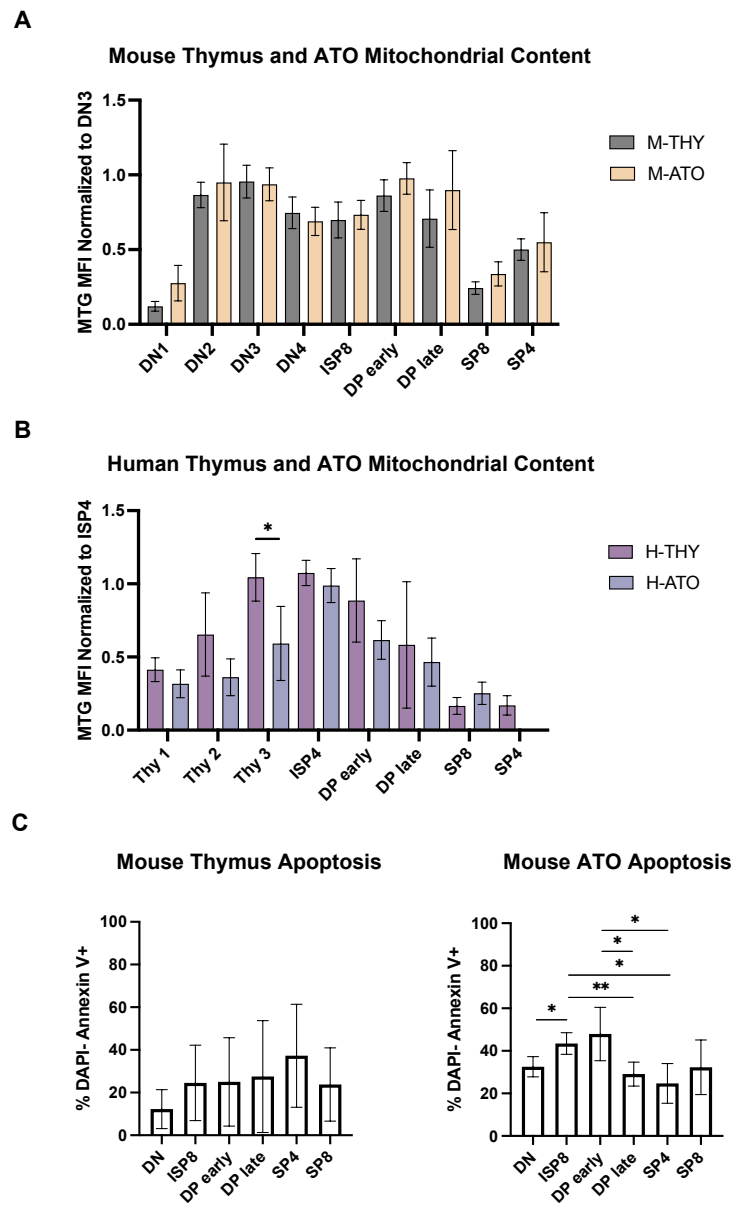 A
Mouse Thymus and ATO Mitochondrial Content
MTG MFI Normalized to DN3
1.5
1.0
0.5
0.0
DN1
DN2
DN3
DN4
ISP8
DP early
DP late
SP8
SP4
M-THY
M-ATO
B
Human Thymus and ATO Mitochondrial Content
MTG MFI Normalized to ISP4
1.5
1.0
0.5
0.0
*
Thy 1
Thy 2
Thy 3
ISP4
DP early
DP late
SP8
SP4
H-THY
H-ATO
C
Mouse Thymus Apoptosis
% DAPI- Annexin V+
100
80
60
40
20
0
DN
ISP8
DP early
DP late
SP4
SP8
Mouse ATO Apoptosis
% DAPI- Annexin V+
100
80
60
40
20
0
*
*
*
**
*
DN
ISP8
DP early
DP late
SP4
SP8